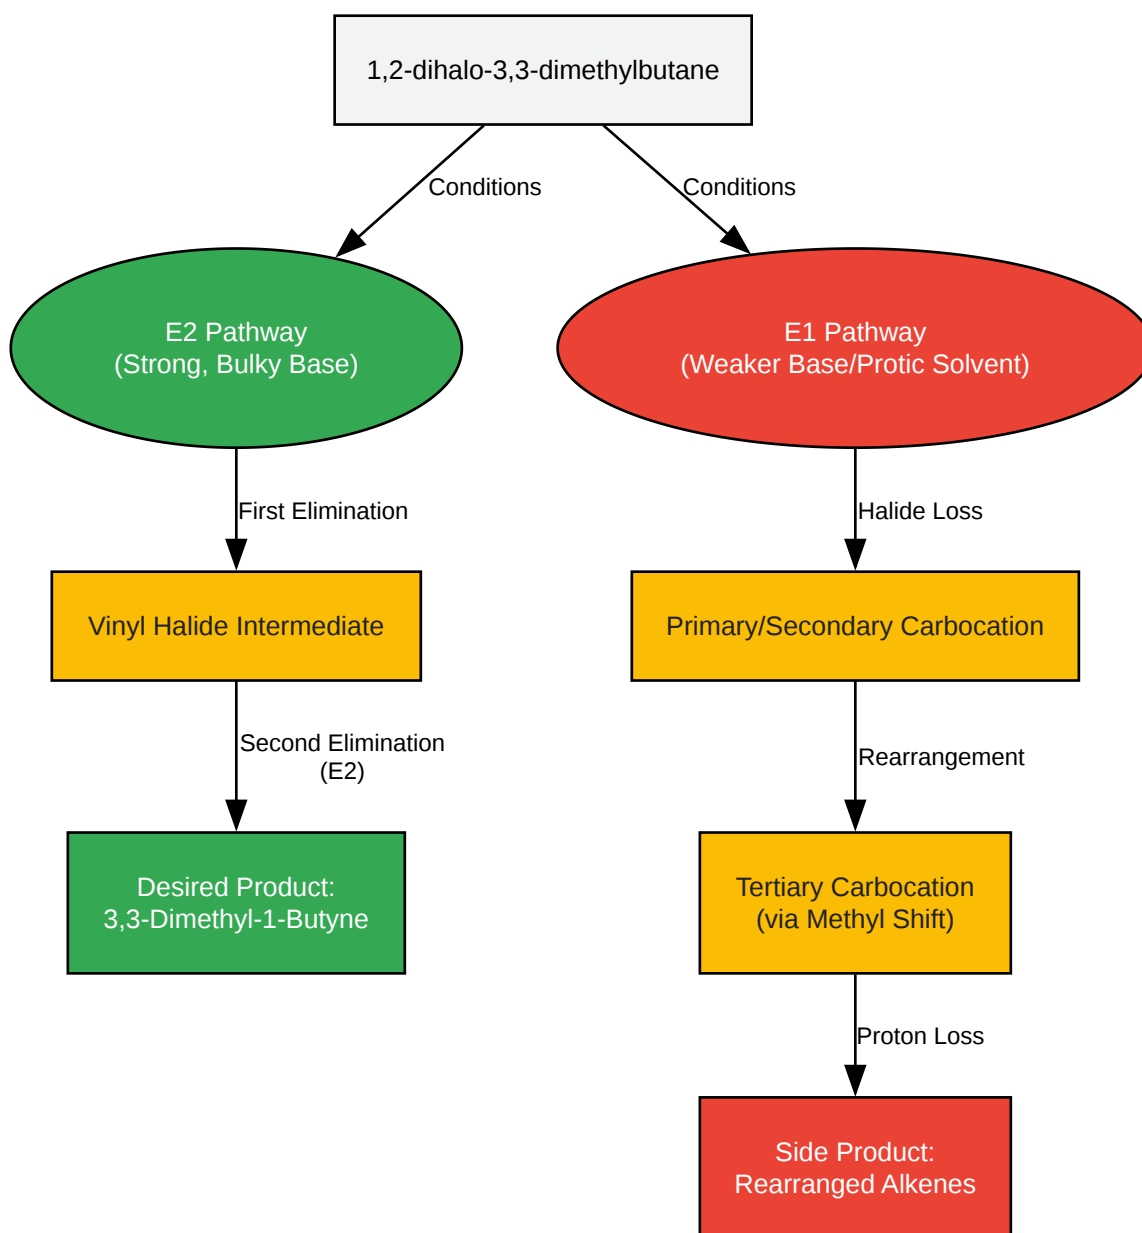 1,2-dihalo-3,3-dimethylbutane
Conditions
Conditions
E2 Pathway
(Strong, Bulky Base)
E1 Pathway
(Weaker Base/Protic Solvent)
First Elimination
Halide Loss
Vinyl Halide Intermediate
Primary/Secondary Carbocation
Second Elimination
(E2)
Rearrangement
Desired Product:
3,3-Dimethyl-1-Butyne
Tertiary Carbocation
(via Methyl Shift)
Proton Loss
Side Product:
Rearranged Alkenes